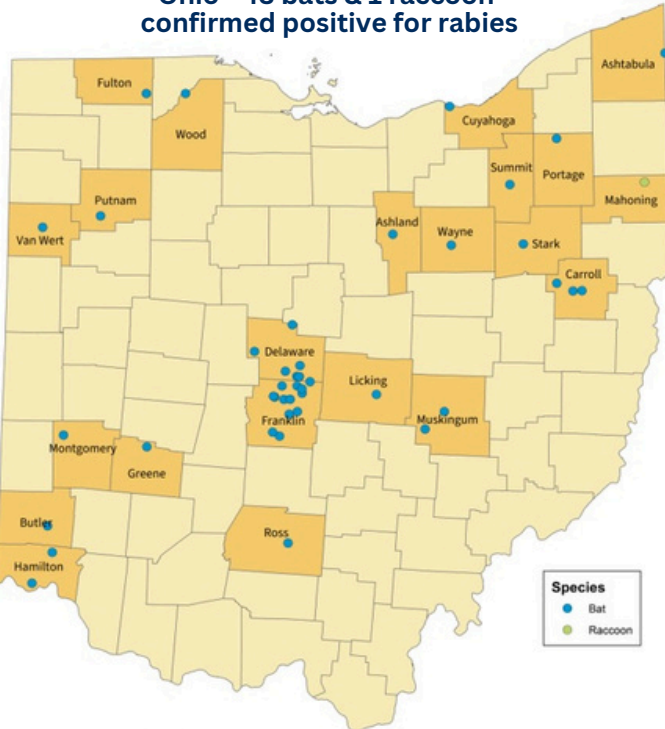 confirmed positive for rabies
Ashtabula
Fulton
Cuyahoga
Wood
Summit
Portage
Putnam
Mahoning
Ashland
Wayne
Van Wert
Stark
Carroll
Delaware
Licking
Franklin
Muskingum
Montgomery
Greene
Butler
Ross
Hamilton
Species
Bat
Raccoon